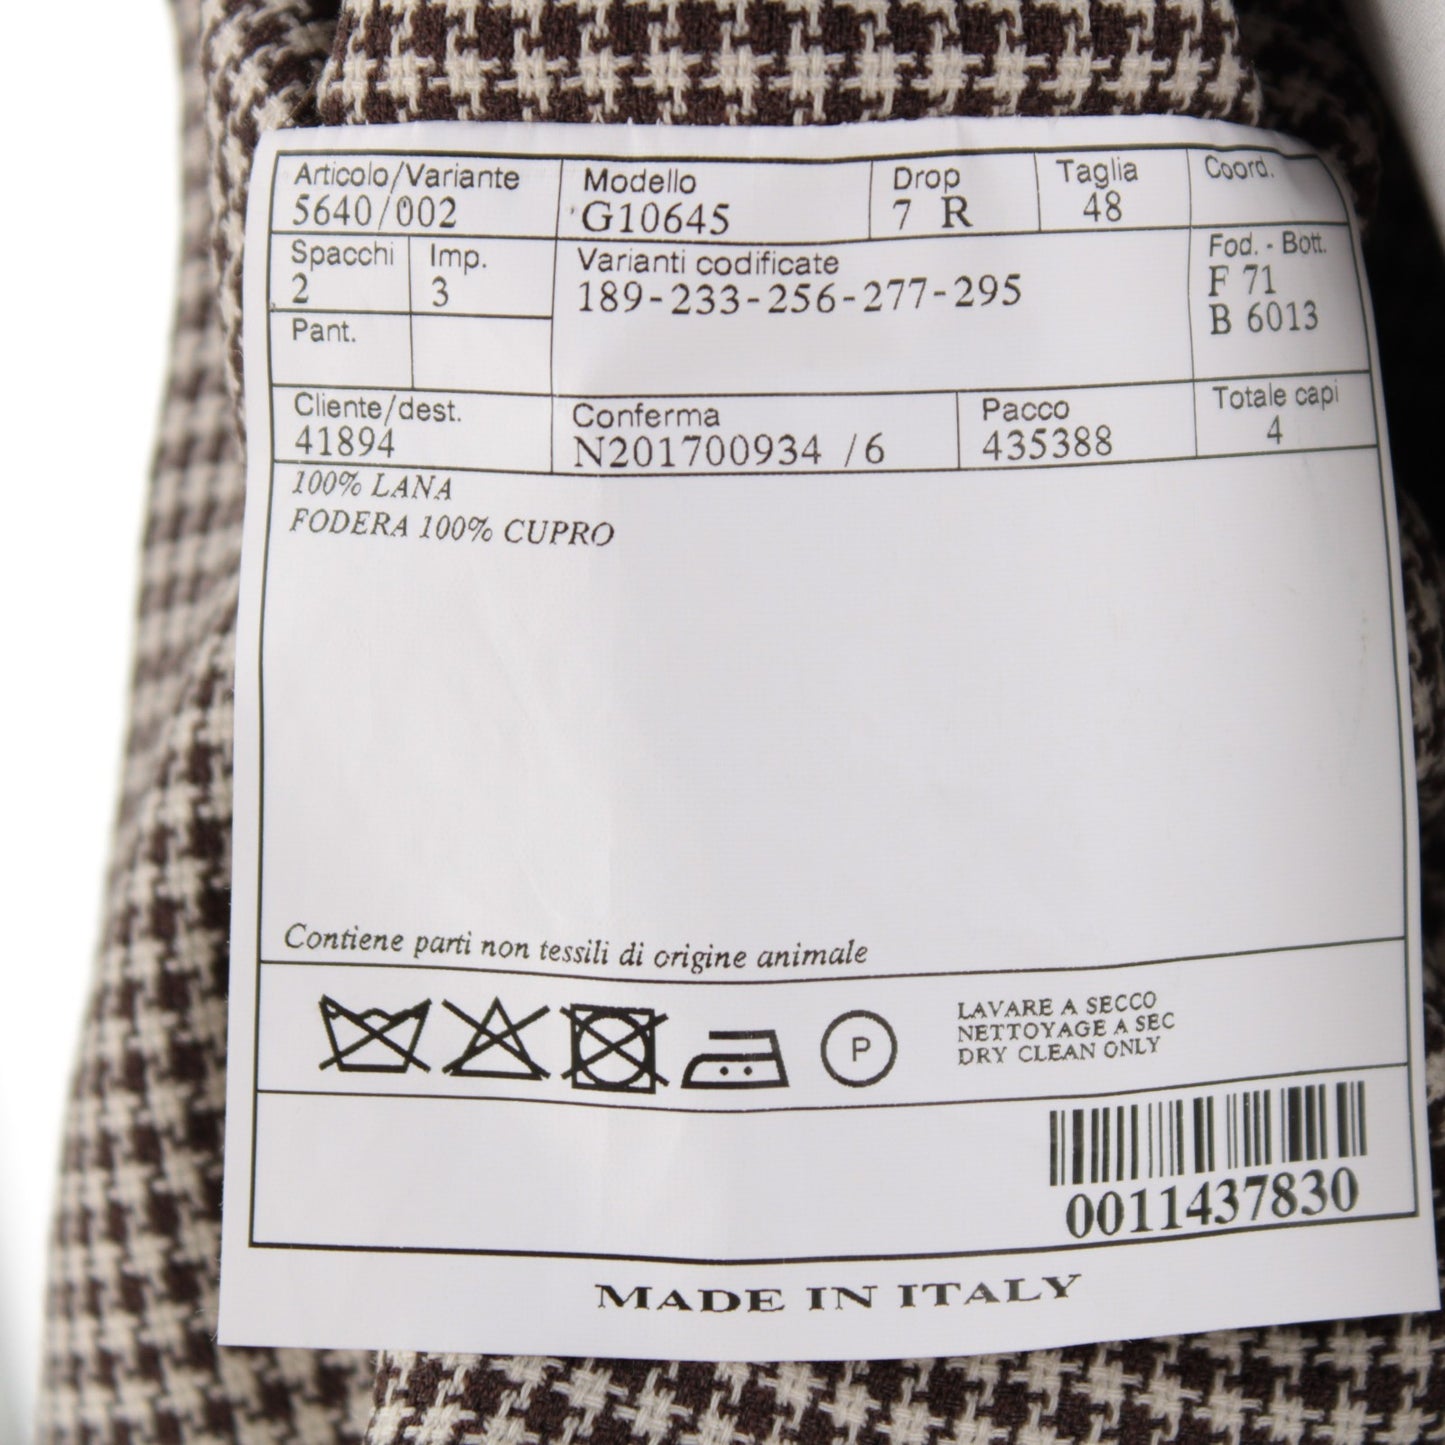 Articolo/Variante Modello Drop Taglia Coord.
5640/002 G10645 7 R 48
Spacchi Imp. Varianti codificate Fod. - Bott.
2 3 189-233-256-277-295 F 71
B 6013
Pant.
Cliente/dest. Conferma Pacco Totale capi
41894 N201700934 /6 435388 4
100% LANA
FODERA 100% CUPRO
Contiene parti non tessili di origine animale
P
LAVARE A SECCO
NETTOYAGE A SEC
DRY CLEAN ONLY
0011437830
MADE IN ITALY